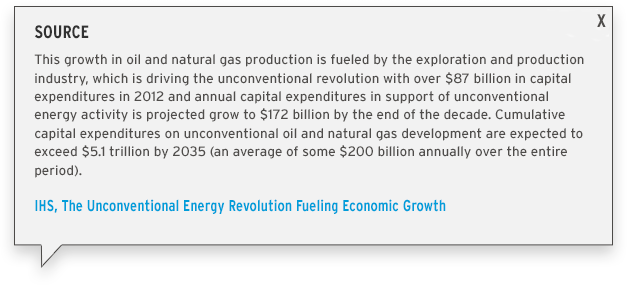 X
SOURCE
This growth in oil and natural gas production is fueled by the exploration and production
industry, which is driving the unconventional revolution with over $87 billion in capital
expenditures in 2012 and annual capital expenditures in support of unconventional
energy activity is projected grow to $172 billion by the end of the decade. Cumulative
capital expenditures on unconventional oil and natural gas development are expected to
exceed $5.1 trillion by 2035 (an average of some $200 billion annually over the entire
period).
IHS, The Unconventional Energy Revolution Fueling Economic Growth